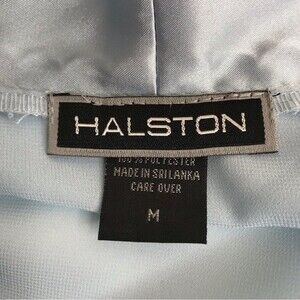 HALSTON
100% POLYESTER
MADE IN SRI LANKA
CARE OVER
M